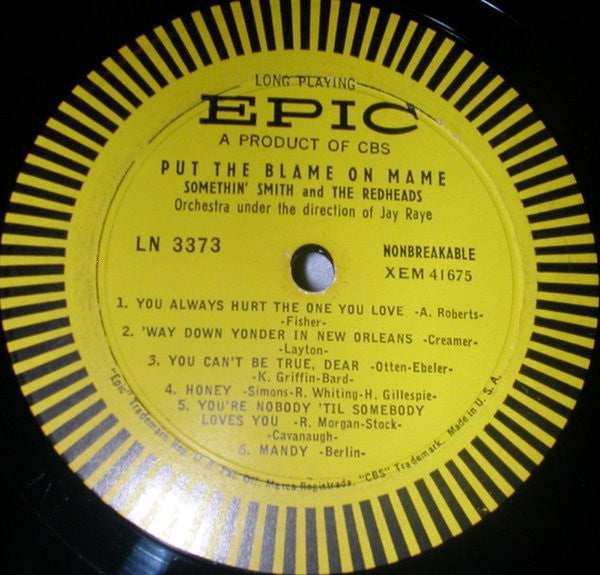 LONG PLAYING
EPIC
A PRODUCT OF CBS
PUT THE BLAME ON MAME
SOMETHIN' SMITH and THE REDHEADS
Orchestra under the direction of Jay Raye
LN 3373
NONBREAKABLE
XEM 41675
1. YOU ALWAYS HURT THE ONE YOU LOVE -A. Roberts-
-Fisher-
2. 'WAY DOWN YONDER IN NEW ORLEANS -Creamer-
-Layton-
3. YOU CAN'T BE TRUE, DEAR -Otten-Ebeler-
-K. Griffin-Bard-
4. HONEY -Simons-R. Whiting-H. Gillespie-
5. YOU'RE NOBODY 'TIL SOMEBODY
LOVES YOU -R. Morgan-Stock-
-Cavanaugh-
6. MANDY -Berlin-
"Epic" Trademark Reg. U. S. Pat. Off. Marca Registrada. "CBS" Trademark. Made in U. S. A.